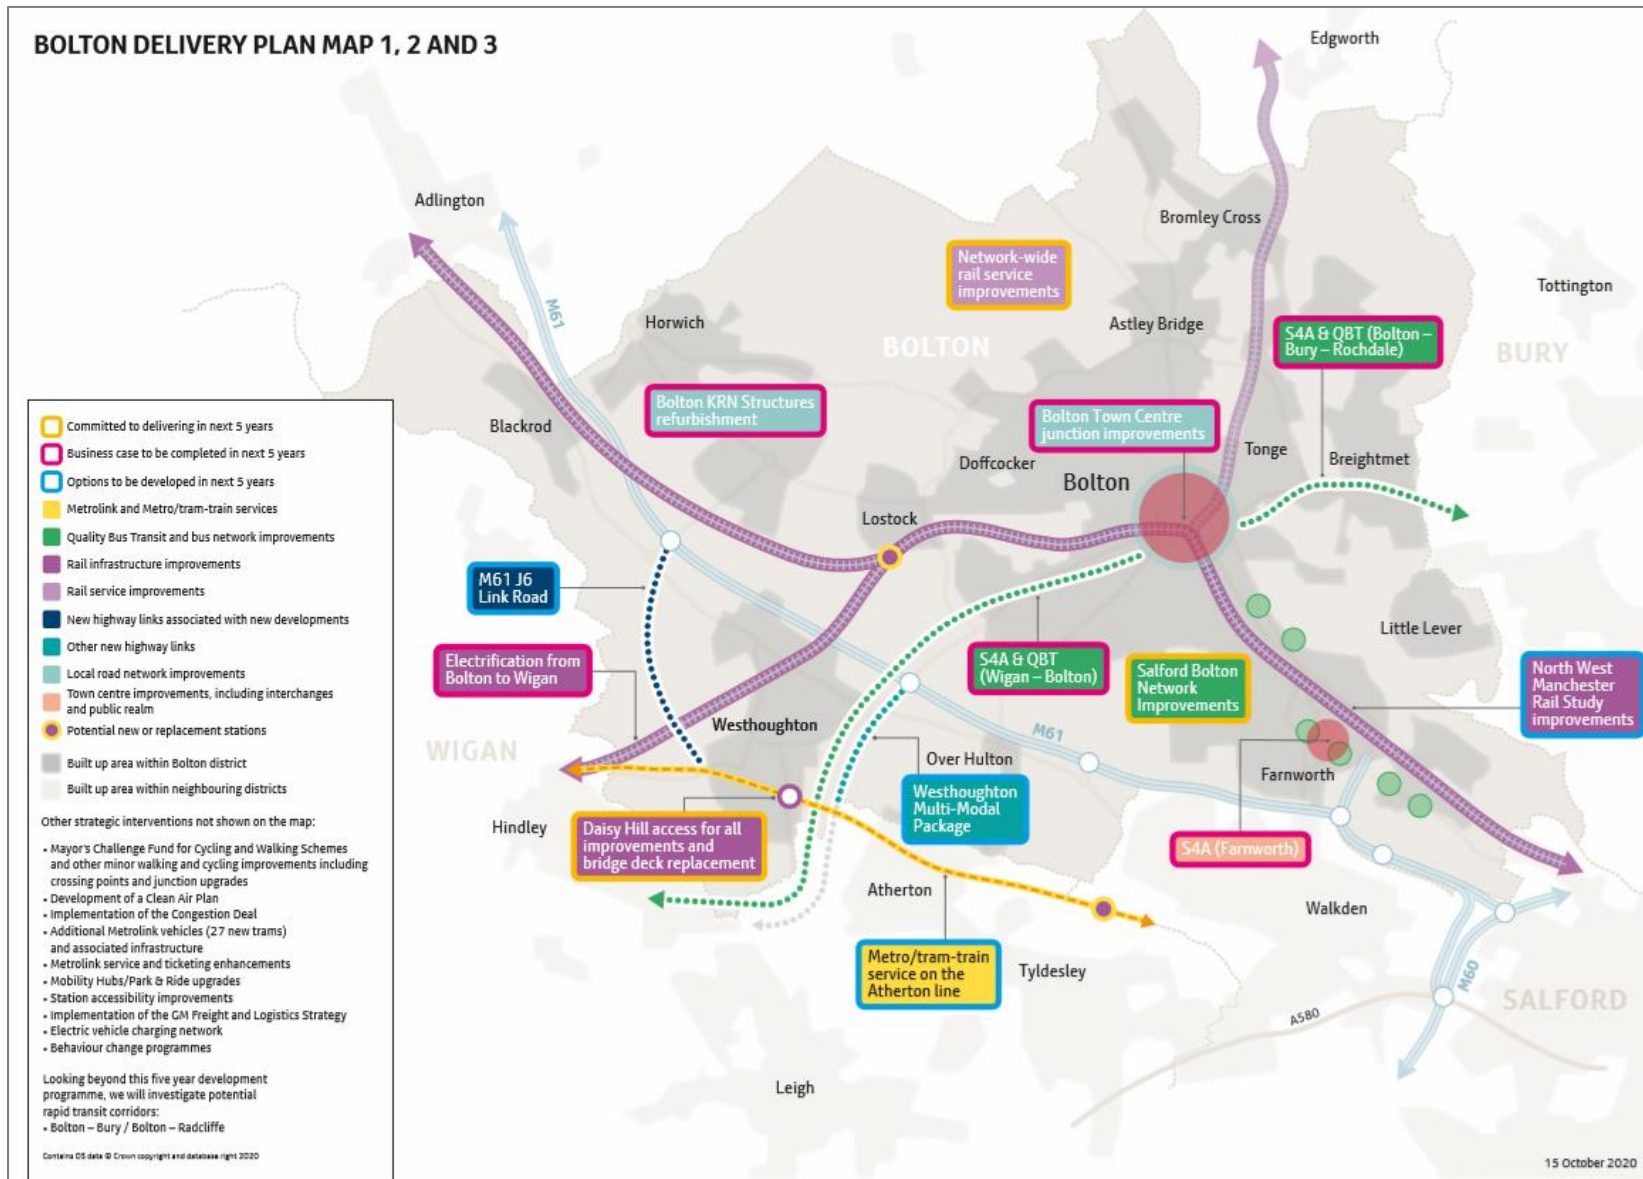 BOLTON DELIVERY PLAN MAP 1, 2 AND 3
Edgworth
Adlington
M61
Bromley Cross
Network-wide
rail service
improvements
Tottington
Horwich
Astley Bridge
S4A & QBT (Bolton –
Bury – Rochdale)
BOLTON
BURY
Bolton KRN Structures
refurbishment
Bolton Town Centre
junction improvements
Blackrod
Doffcocker
Tonge
Breightmet
Bolton
Lostock
M61 J6
Link Road
Little Lever
Electrification from
Bolton to Wigan
S4A & QBT
(Wigan – Bolton)
Salford Bolton
Network
Improvements
North West
Manchester
Rail Study
improvements
Westhoughton
WIGAN
M61
Over Hulton
Farnworth
Westhoughton
Multi-Modal
Package
Hindley
Daisy Hill access for all
improvements and
bridge deck replacement
S4A (Farnworth)
Atherton
Walkden
Metro/tram-train
service on the
Atherton line
Tyldesley
M60
SALFORD
A580
Leigh
Committed to delivering in next 5 years
Business case to be completed in next 5 years
Options to be developed in next 5 years
Metrolink and Metro/tram-train services
Quality Bus Transit and bus network improvements
Rail infrastructure improvements
Rail service improvements
New highway links associated with new developments
Other new highway links
Local road network improvements
Town centre improvements, including interchanges
and public realm
Potential new or replacement stations
Built up area within Bolton district
Built up area within neighbouring districts
Other strategic interventions not shown on the map:
• Mayor's Challenge Fund for Cycling and Walking Schemes
and other minor walking and cycling improvements including
crossing points and junction upgrades
• Development of a Clean Air Plan
• Implementation of the Congestion Deal
• Additional Metrolink vehicles (27 new trams)
and associated infrastructure
• Metrolink service and ticketing enhancements
• Mobility Hubs/Park & Ride upgrades
• Station accessibility improvements
• Implementation of the GM Freight and Logistics Strategy
• Electric vehicle charging network
• Behaviour change programmes
Looking beyond this five year development
programme, we will investigate potential
rapid transit corridors:
• Bolton – Bury / Bolton – Radcliffe
Contains OS data © Crown copyright and database right 2020
15 October 2020